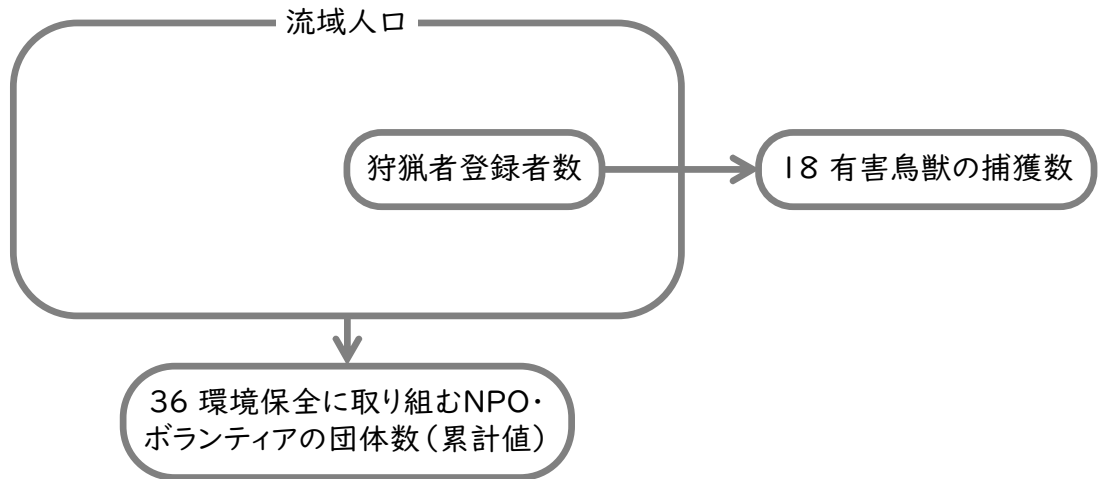 流域人口
狩猟者登録者数
18 有害鳥獣の捕獲数
36 環境保全に取り組むNPO・
ボランティアの団体数（累計値）